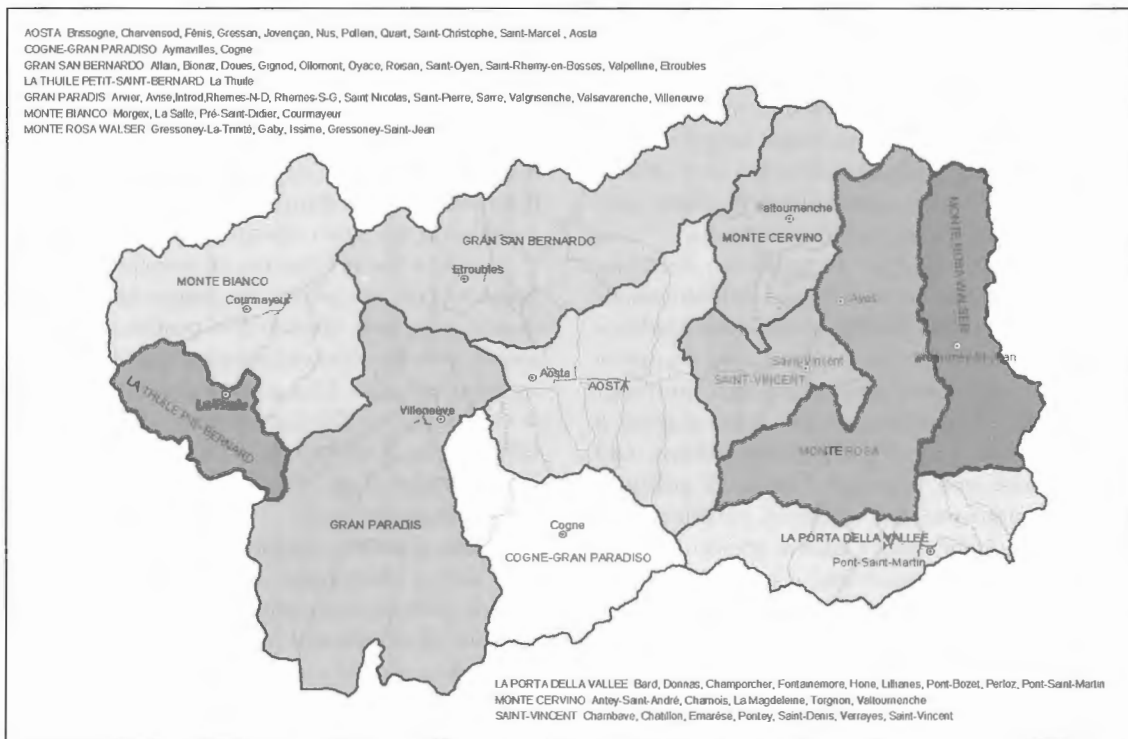 AOSTA Brissogne, Charvensod, Fénis, Gressan, Jovençan, Nus, Pollein, Quart, Saint-Christophe, Saint-Marcel , Aosta
COGNE-GRAN PARADISO Aymavilles, Cogne
GRAN SAN BERNARDO Allain, Bionaz, Doues, Gignod, Ollomont, Oyace, Roisan, Saint-Oyen, Saint-Rhemy-en-Bosses, Valpelline, Etroubles
LA THUILE PETIT-SAINT-BERNARD La Thuile
GRAN PARADIS Arvier, Avise,Introd,Rhemes-N-D, Rhemes-S-G, Saint Nicolas, Saint-Pierre, Sarre, Valgrisenche, Valsavarenche, Villeneuve
MONTE BIANCO Morgex, La Salle, Pré-Saint-Didier, Courmayeur
MONTE ROSA WALSER Gressoney-La-Trinité, Gaby, Issime, Gressoney-Saint-Jean
Valtournenche
MONTE CERVINO
MONTE ROSA WALSER
GRAN SAN BERNARDO
Etroubles
MONTE BIANCO
Courmayeur
Ayas
Saint-Vincent
SAINT-VINCENT
Aosta
AOSTA
LA THUILE P-S-BERNARD
La Thuile
Villeneuve
MONTE ROSA
GRAN PARADIS
Cogne
COGNE-GRAN PARADISO
LA PORTA DELLA VALLEE
Pont-Saint-Martin
LA PORTA DELLA VALLEE Bard, Donnas, Champorcher, Fontainemore, Hone, Lillianes, Pont-Bozet, Perloz, Pont-Saint-Martin
MONTE CERVINO Antey-Saint-André, Chamois, La Magdeleine, Torgnon, Valtournenche
SAINT-VINCENT Chambave, Chatillon, Emarése, Pontey, Saint-Denis, Verrayes, Saint-Vincent